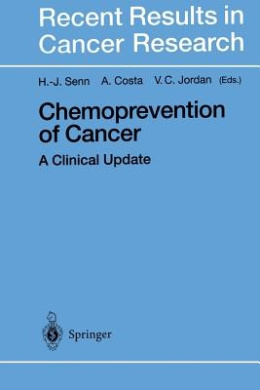 Recent Results in
Cancer Research
H.-J. Senn A. Costa V. C. Jordan (Eds.)
Chemoprevention
of Cancer
A Clinical Update
Springer